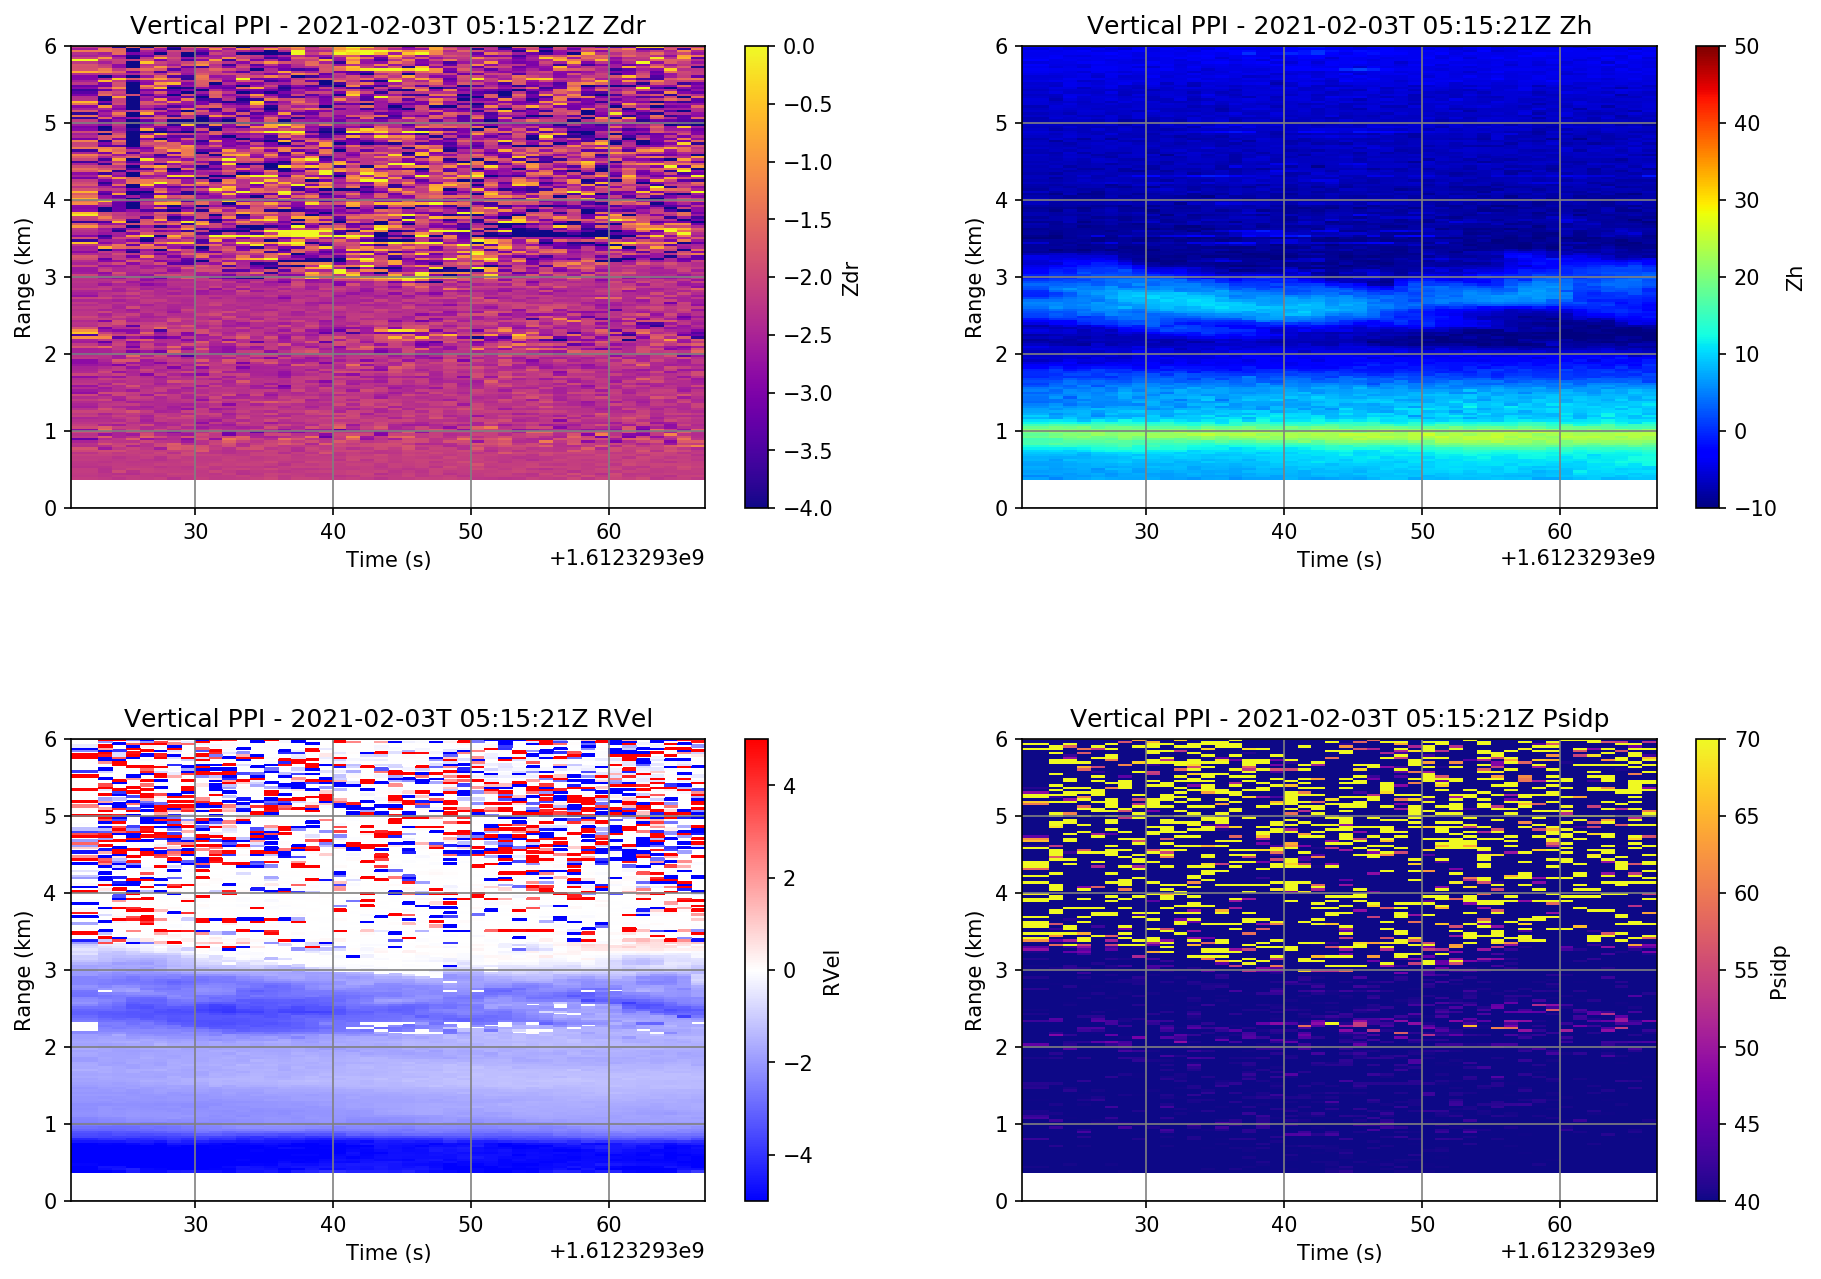 Vertical PPI - 2021-02-03T 05:15:21Z Zdr
6
5
4
3
2
1
0
Range (km)
30 40 50 60
Time (s)
+1.6123293e9
0.0
−0.5
−1.0
−1.5
−2.0
−2.5
−3.0
−3.5
−4.0
Zdr
Vertical PPI - 2021-02-03T 05:15:21Z Zh
6
5
4
3
2
1
0
Range (km)
30 40 50 60
Time (s)
+1.6123293e9
50
40
30
20
10
0
−10
Zh
Vertical PPI - 2021-02-03T 05:15:21Z RVel
6
5
4
3
2
1
0
Range (km)
30 40 50 60
Time (s)
+1.6123293e9
4
2
0
−2
−4
RVel
Vertical PPI - 2021-02-03T 05:15:21Z Psidp
6
5
4
3
2
1
0
Range (km)
30 40 50 60
Time (s)
+1.6123293e9
70
65
60
55
50
45
40
Psidp